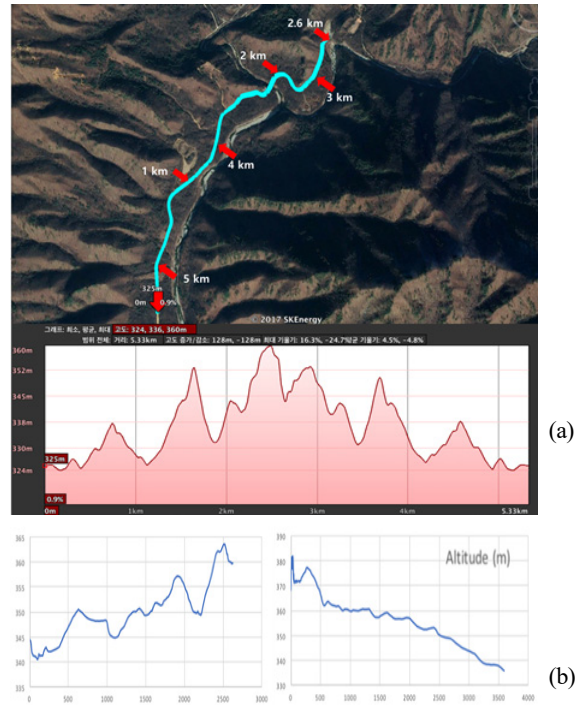 2.6 km
2 km
3 km
1 km
4 km
5 km
325m
0m 0.9%
©2017 SKEnergy
그래프: 최소, 평균, 최대 고도: 324, 336, 360m
범위 전체: 거리: 5.33km 고도 증가/감소: 128m, -128m 최대 기울기: 16.3%, -24.7%평균 기울기: 4.5%, -4.8%
360m
352m
345m
338m
330m
325m
324m
0.9%
0m 1km 2km 3km 4km 5.33km
(a)
365
360
355
350
345
340
335
0 500 1000 1500 2000 2500 3000
Altitude (m)
390
380
370
360
350
340
330
0 500 1000 1500 2000 2500 3000 3500 4000
(b)